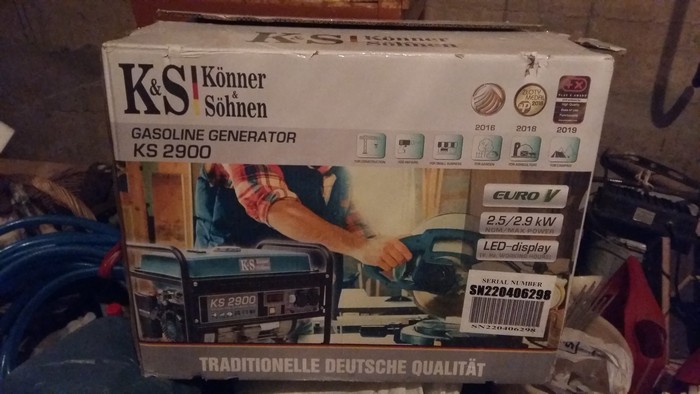 K&S Könner
& Söhnen
K&S Könner
&
Söhnen
GASOLINE GENERATOR
KS 2900
2016 2018 2019
EURO V
2.5/2.9 kW
NOM/MAX POWER
LED-display
K&S
KS 2900
SERIAL NUMBER
SN220406298
SN220406298
TRADITIONELLE DEUTSCHE QUALITÄT